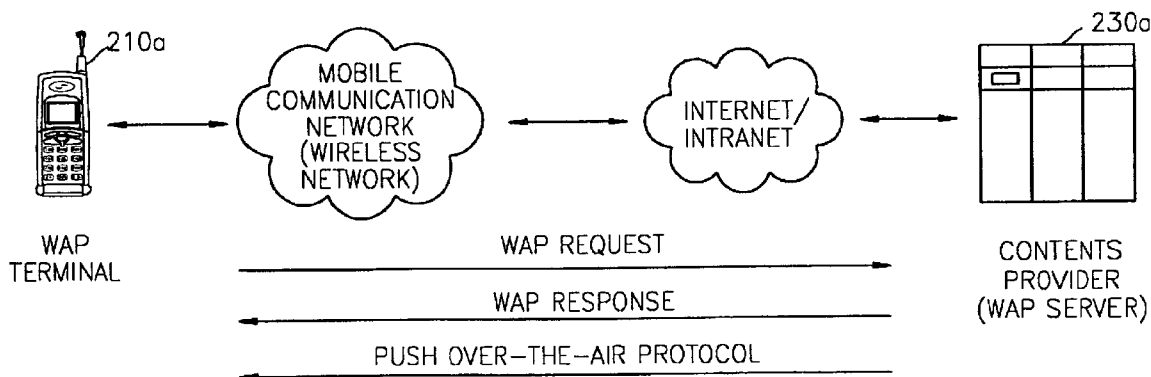 210a
230a
MOBILE
COMMUNICATION
NETWORK
(WIRELESS
NETWORK)
INTERNET/
INTRANET
WAP
TERMINAL
WAP REQUEST
WAP RESPONSE
PUSH OVER-THE-AIR PROTOCOL
CONTENTS
PROVIDER
(WAP SERVER)